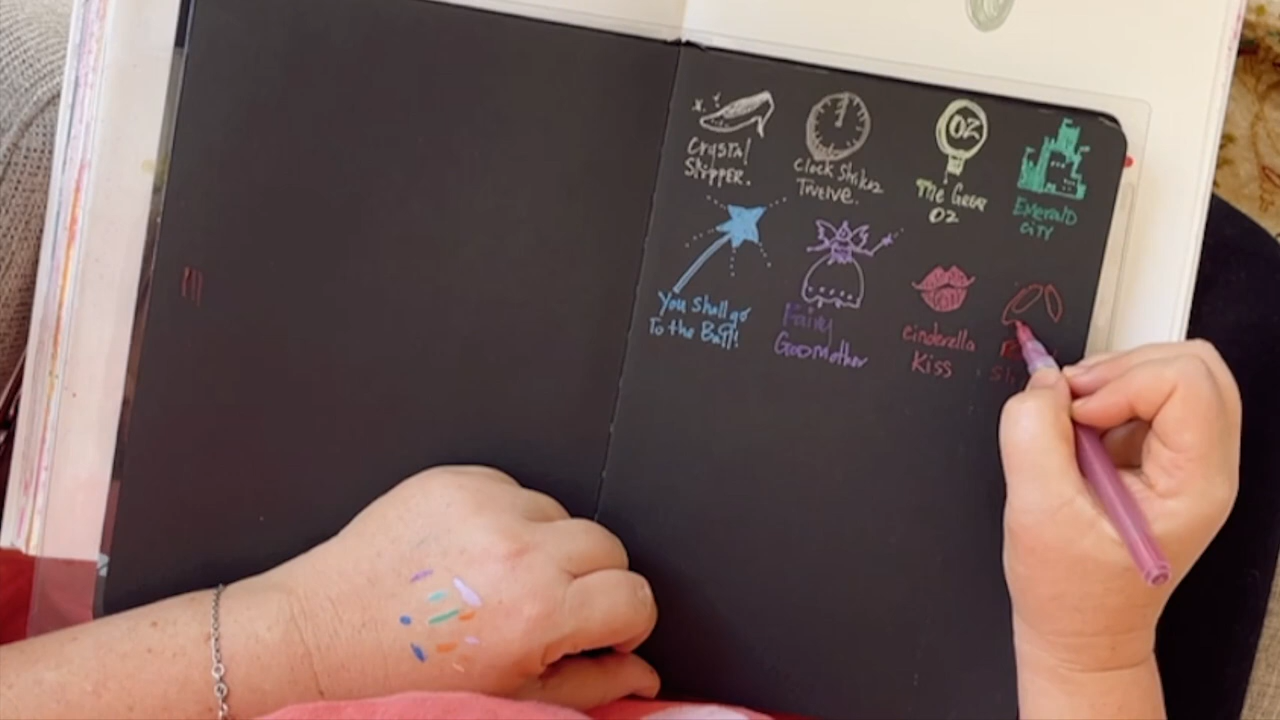 OZ
Crystal
Slipper.
Clock Strikes
Twelve.
The Great
OZ
Emerald
City
You Shall go
To the Ball!
Fairy
Godmother
Cinderella
Kiss